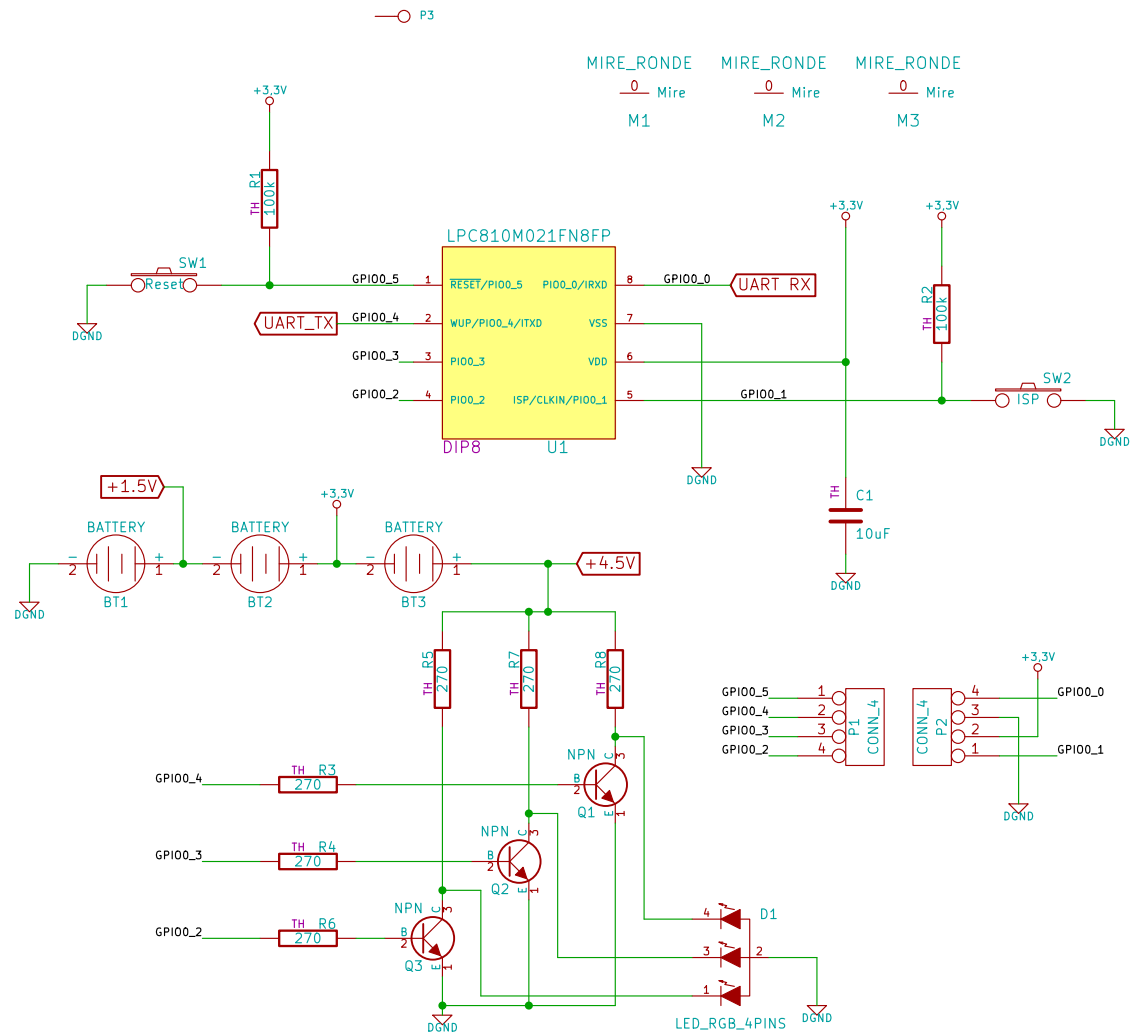 P3
MIRE_RONDE MIRE_RONDE MIRE_RONDE
0 Mire 0 Mire 0 Mire
M1 M2 M3
+3,3V
R1
100k
TH
+3,3V +3,3V
LPC810M021FN8FP
SW1
Reset
DGND
GPIO0_5 1 RESET/PIO0_5 PIO0_0/IRXD 8 GPIO0_0 UART RX
UART_TX GPIO0_4 2 WUP/PIO0_4/ITXD VSS 7
GPIO0_3 3 PIO0_3 VDD 6
GPIO0_2 4 PIO0_2 ISP/CLKIN/PIO0_1 5 GPIO0_1
R2
100k
TH
SW2
ISP
DGND
DIP8 U1
DGND
+1.5V
+3,3V
TH C1
10uF
DGND
BATTERY BATTERY BATTERY
- 2 + 1 - 2 + 1 - 2 + 1
BT1 BT2 BT3
DGND
+4.5V
TH R5 270
TH R7 270
TH R8 270
+3,3V
GPIO0_5 1 4 GPIO0_0
GPIO0_4 2 3
GPIO0_3 3 2
GPIO0_2 4 1 GPIO0_1
P1 CONN_4
CONN_4 P2
DGND
GPIO0_4 TH R3
270
NPN C 3
B 2
Q1 E 1
GPIO0_3 TH R4
270
NPN C 3
B 2
Q2 E 1
GPIO0_2 TH R6
270
NPN C 3
B 2
Q3 E 1
DGND
4 D1
3 2
1
LED_RGB_4PINS
DGND